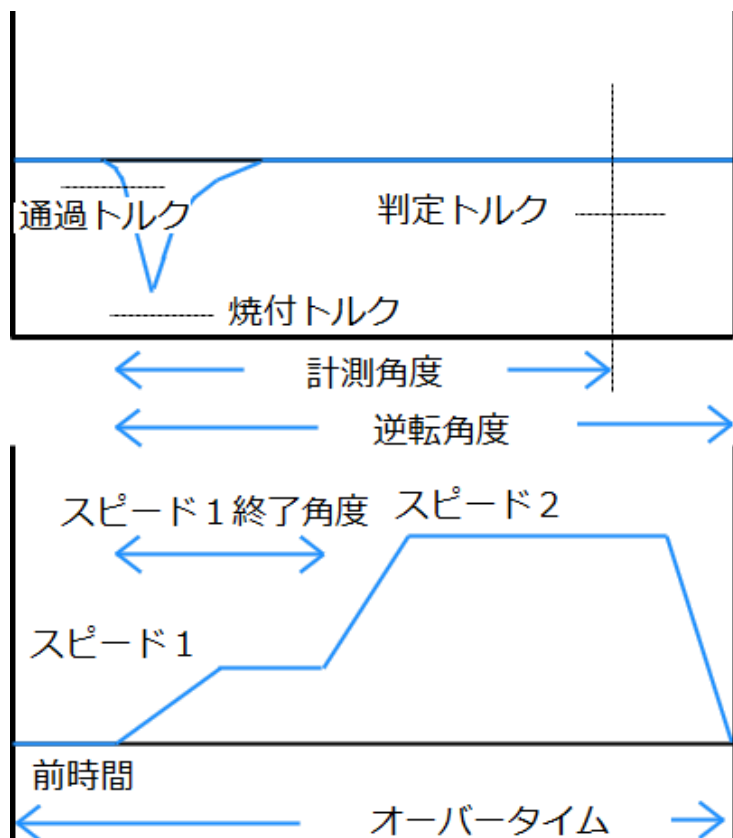 通過トルク
判定トルク
焼付トルク
計測角度
逆転角度
スピード１終了角度
スピード２
スピード１
前時間
オーバータイム